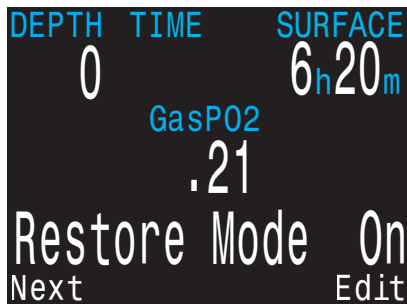 DEPTH TIME SURFACE
0 6h20m
GasPO2
.21
Restore Mode On
Next Edit